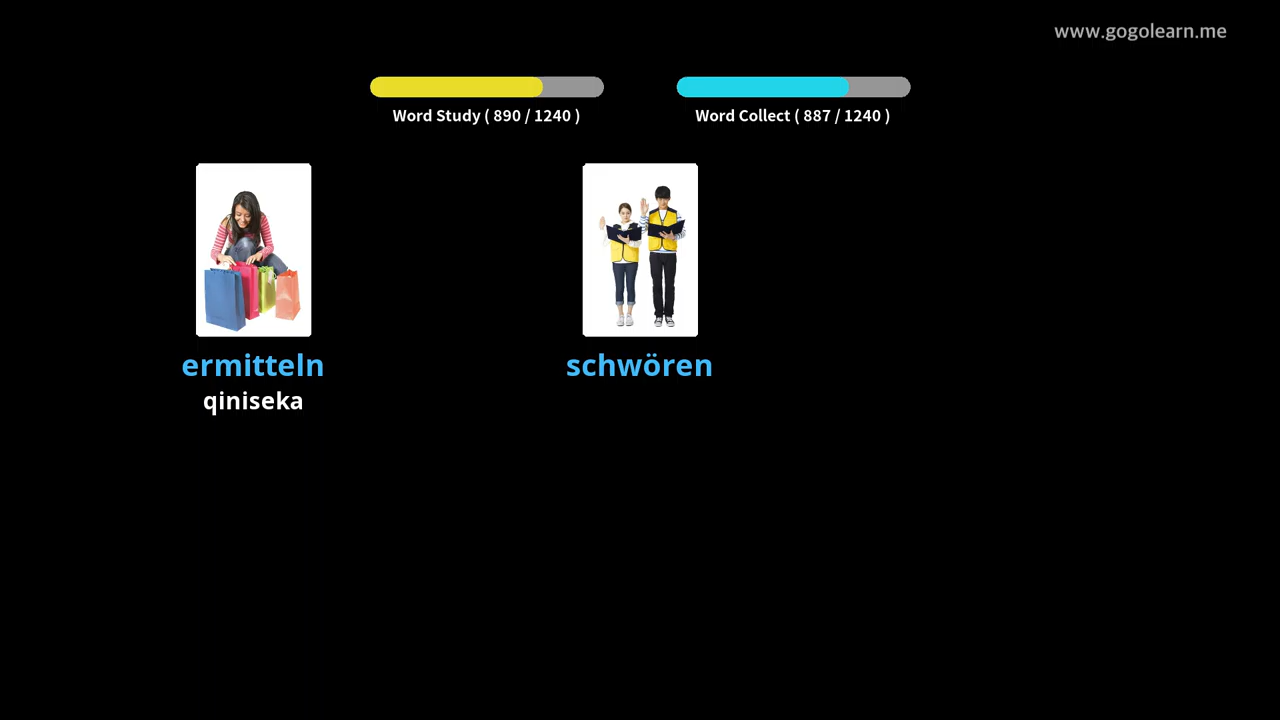 www.gogolearn.me
Word Study ( 890 / 1240 )
Word Collect ( 887 / 1240 )
ermitteln
schwören
qiniseka